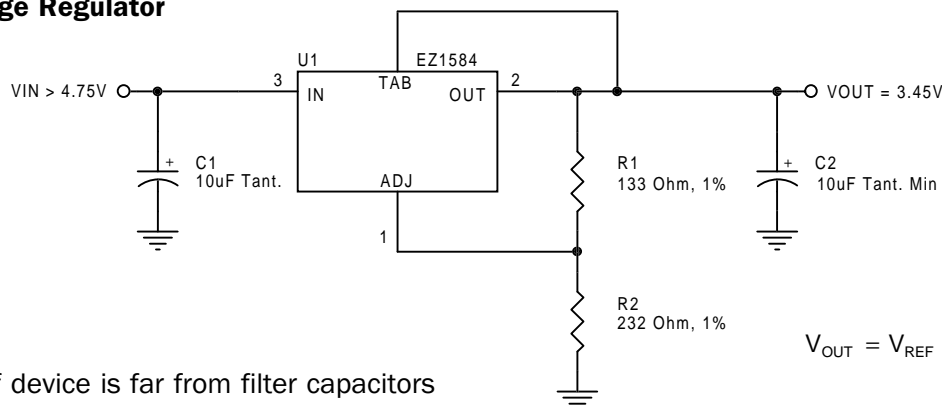 ge Regulator
U1
EZ1584
VIN > 4.75V
3
IN
TAB
OUT
2
VOUT = 3.45V
+
C1
10uF Tant.
ADJ
1
R1
133 Ohm, 1%
+
C2
10uF Tant. Min
R2
232 Ohm, 1%
VOUT = VREF
device is far from filter capacitors